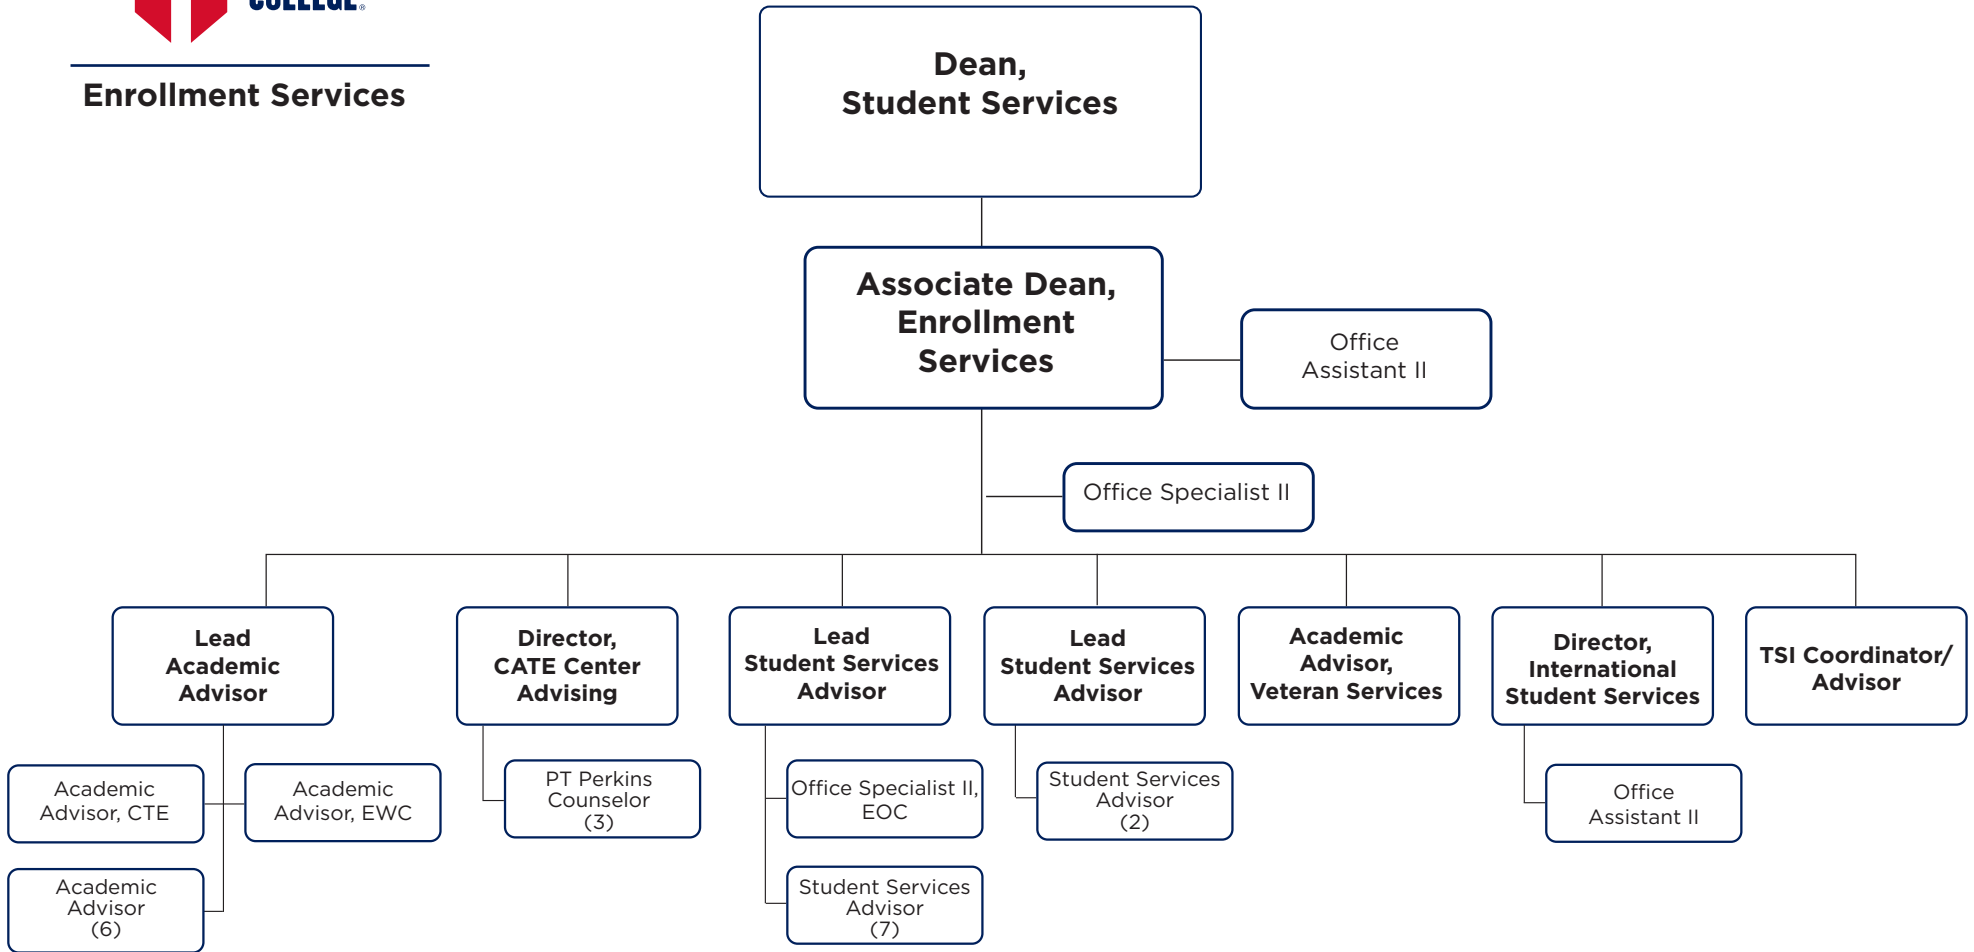 COLLEGE®
Enrollment Services
Dean,
Student Services
Associate Dean,
Enrollment
Services
Office
Assistant II
Office Specialist II
Lead
Academic
Advisor
Director,
CATE Center
Advising
Lead
Student Services
Advisor
Lead
Student Services
Advisor
Academic
Advisor,
Veteran Services
Director,
International
Student Services
TSI Coordinator/
Advisor
Academic
Advisor, CTE
Academic
Advisor, EWC
Academic
Advisor
(6)
PT Perkins
Counselor
(3)
Office Specialist II,
EOC
Student Services
Advisor
(7)
Student Services
Advisor
(2)
Office
Assistant II